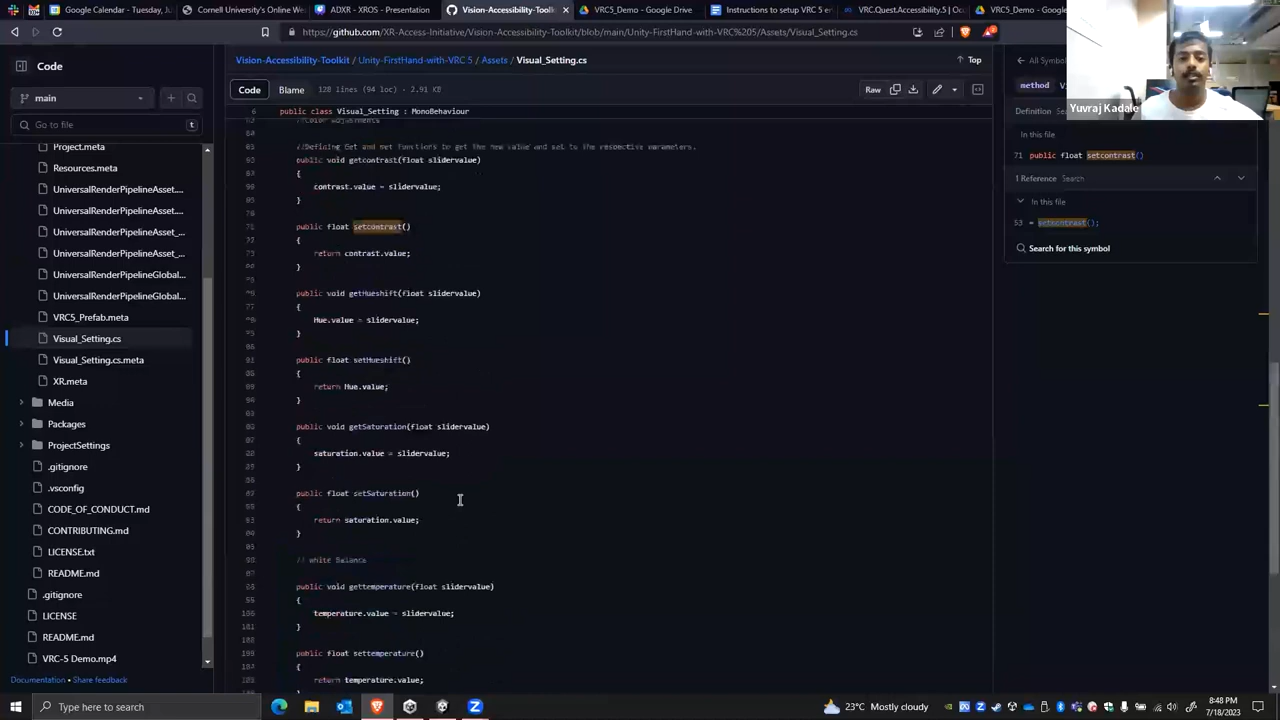 Google Calendar - Tuesday, J
Cornell University's Online We
ADXR - XROS - Presentation
Vision-Accessibility-Toolk
VRC5_Demo - Google Drive
Instructions to setup VRC 5 er
VRC.Quest.Accessibility.5 | Oc
VRC5_Demo - Goog
https://github.com/XR-Access-Initiative/Vision-Accessibility-Toolkit/blob/main/Unity-FirstHand-with-VRC%205/Assets/Visual_Setting.cs
Code
main
Go to file
t
Project.meta
Resources.meta
UniversalRenderPipelineAsset....
UniversalRenderPipelineAsset....
UniversalRenderPipelineAsset_...
UniversalRenderPipelineAsset_...
UniversalRenderPipelineGlobal...
UniversalRenderPipelineGlobal...
VRC5_Prefab.meta
Visual_Setting.cs
Visual_Setting.cs.meta
XR.meta
Media
Packages
ProjectSettings
.gitignore
.vsconfig
CODE_OF_CONDUCT.md
CONTRIBUTING.md
LICENSE.txt
README.md
.gitignore
LICENSE
README.md
VRC-5 Demo.mp4
Documentation • Share feedback
Vision-Accessibility-Toolkit / Unity-FirstHand-with-VRC 5 / Assets / Visual_Setting.cs
Top
Code
Blame
128 lines (94 loc) · 2.91 KB
Raw
6 public class Visual_Setting : MonoBehaviour
//Color adjustments
//Defining Get and set functions to get the new value and set to the respective parameters.
public void getcontrast(float slidervalue)
{
contrast.value = slidervalue;
}
71 public float setcontrast()
{
return contrast.value;
}
public void getHueshift(float slidervalue)
{
Hue.value = slidervalue;
}
public float setHueshift()
{
return Hue.value;
}
public void getSaturation(float slidervalue)
{
saturation.value = slidervalue;
}
public float setSaturation()
{
return saturation.value;
}
// White Balance
public void gettemperature(float slidervalue)
{
temperature.value = slidervalue;
}
public float settemperature()
{
return temperature.value;
All Symbol
method
Definition
In this file
71 public float setcontrast()
1 Reference Search
In this file
53 = setcontrast();
Search for this symbol
Yuvraj Kadale
Type here to search
23°C Mostly cloudy
8:48 PM
7/18/2023